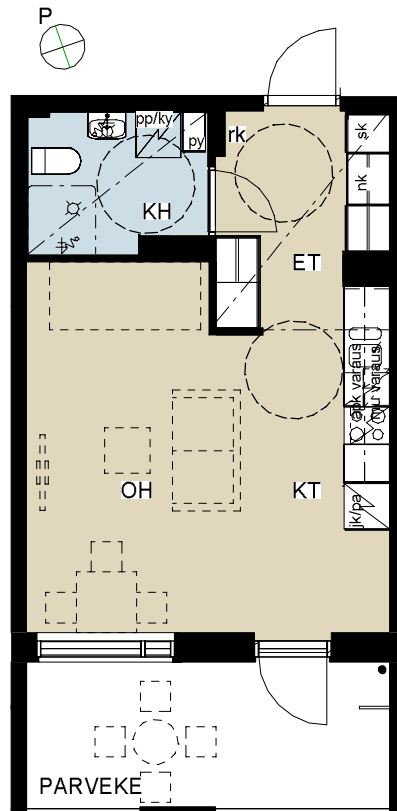 P
pp/ky
py
rk
sk
nk
KH
ET
apk varaus
mu varaus
OH
KT
jk/pa
PARVEKE